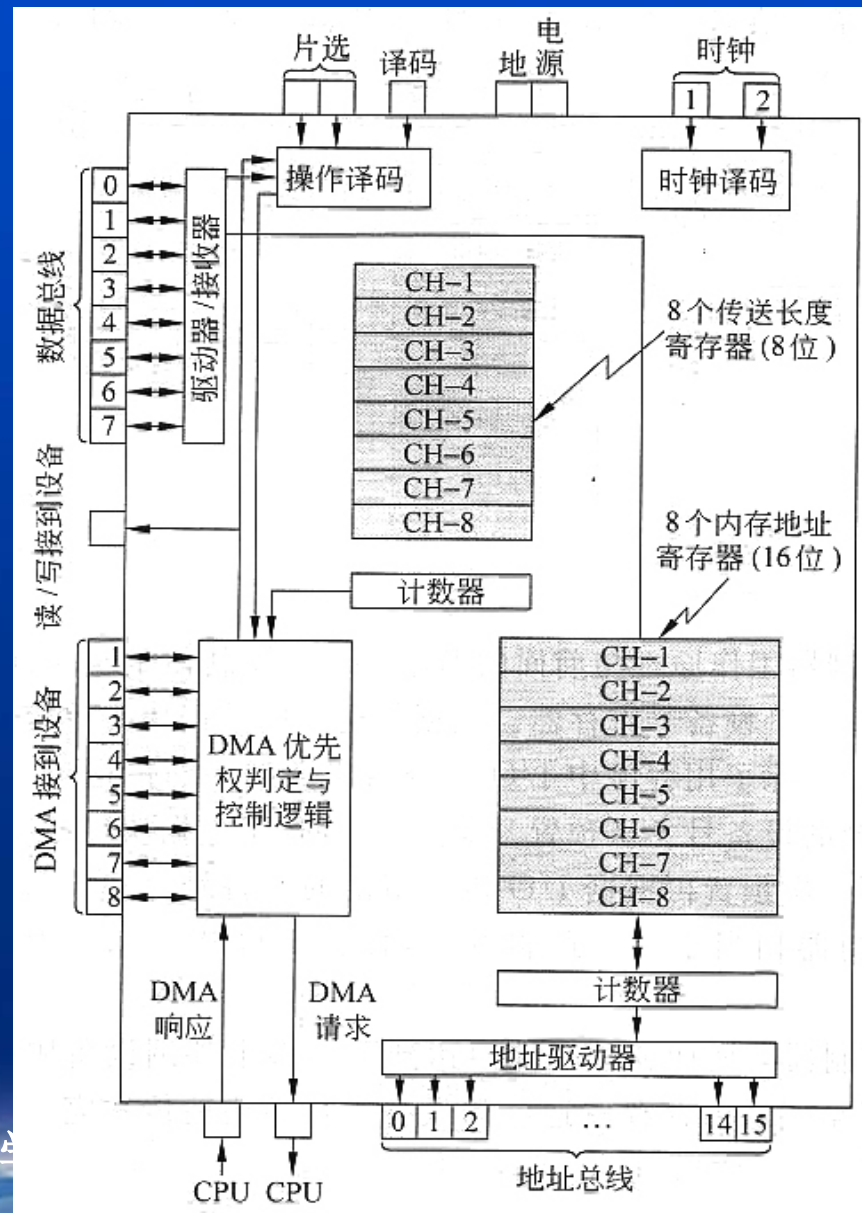 片选
译码
地
电源
时钟
1
2
操作译码
时钟译码
数据总线
0
1
2
3
4
5
6
7
驱动器/接收器
CH-1
CH-2
CH-3
CH-4
CH-5
CH-6
CH-7
CH-8
8个传送长度
寄存器(8位)
读/写接到设备
计数器
8个内存地址
寄存器(16位)
DMA接到设备
1
2
3
4
5
6
7
8
DMA优先
权判定与
控制逻辑
CH-1
CH-2
CH-3
CH-4
CH-5
CH-6
CH-7
CH-8
DMA
响应
DMA
请求
计数器
地址驱动器
0
1
2
…
14
15
地址总线
CPU
CPU